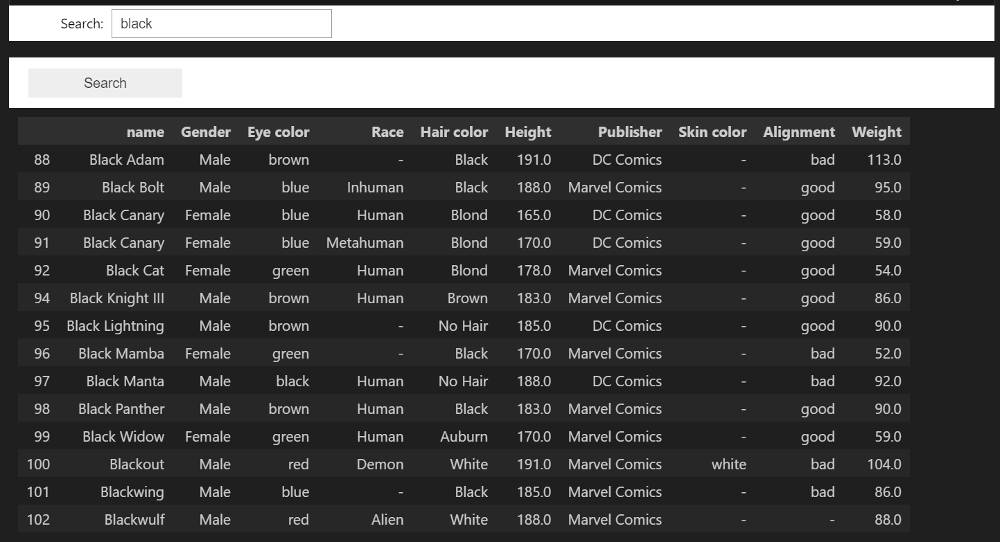 Search: black
Search
name Gender Eye color Race Hair color Height Publisher Skin color Alignment Weight
88 Black Adam Male brown - Black 191.0 DC Comics - bad 113.0
89 Black Bolt Male blue Inhuman Black 188.0 Marvel Comics - good 95.0
90 Black Canary Female blue Human Blond 165.0 DC Comics - good 58.0
91 Black Canary Female blue Metahuman Blond 170.0 DC Comics - good 59.0
92 Black Cat Female green Human Blond 178.0 Marvel Comics - good 54.0
94 Black Knight III Male brown Human Brown 183.0 Marvel Comics - good 86.0
95 Black Lightning Male brown - No Hair 185.0 DC Comics - good 90.0
96 Black Mamba Female green - Black 170.0 Marvel Comics - bad 52.0
97 Black Manta Male black Human No Hair 188.0 DC Comics - bad 92.0
98 Black Panther Male brown Human Black 183.0 Marvel Comics - good 90.0
99 Black Widow Female green Human Auburn 170.0 Marvel Comics - good 59.0
100 Blackout Male red Demon White 191.0 Marvel Comics white bad 104.0
101 Blackwing Male blue - Black 185.0 Marvel Comics - bad 86.0
102 Blackwulf Male red Alien White 188.0 Marvel Comics - - 88.0